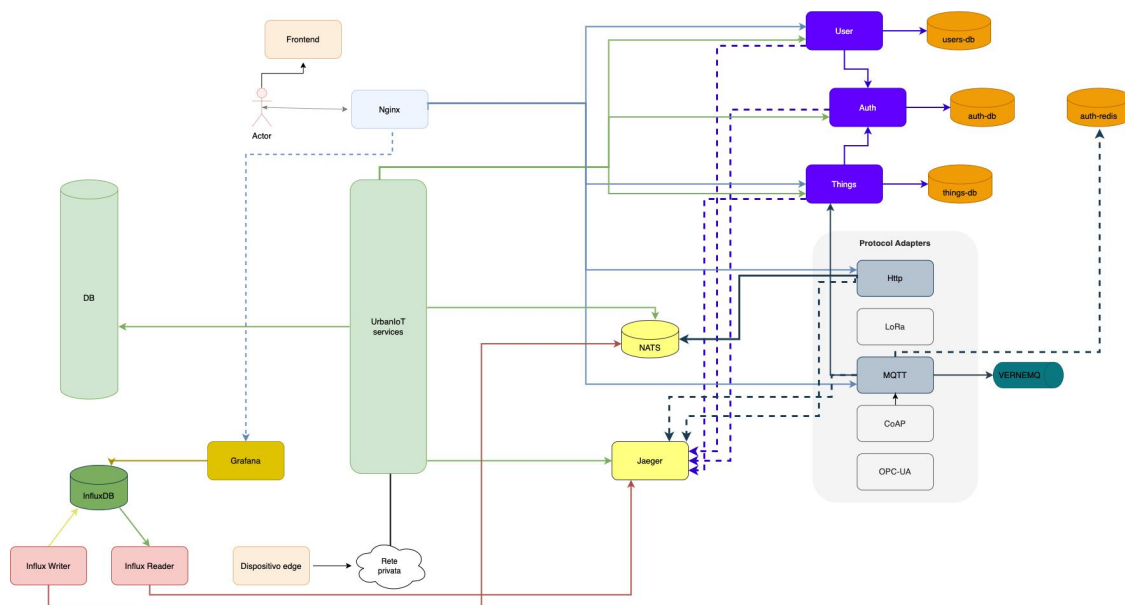 User
users-db
Frontend
Nginx
Auth
auth-db
auth-redis
Actor
Things
things-db
Protocol Adapters
Http
DB
UrbanIoT
services
LoRa
NATS
MQTT
VERNEMQ
CoAP
Grafana
Jaeger
OPC-UA
InfluxDB
Influx Writer
Influx Reader
Dispositivo edge
Rete
privata